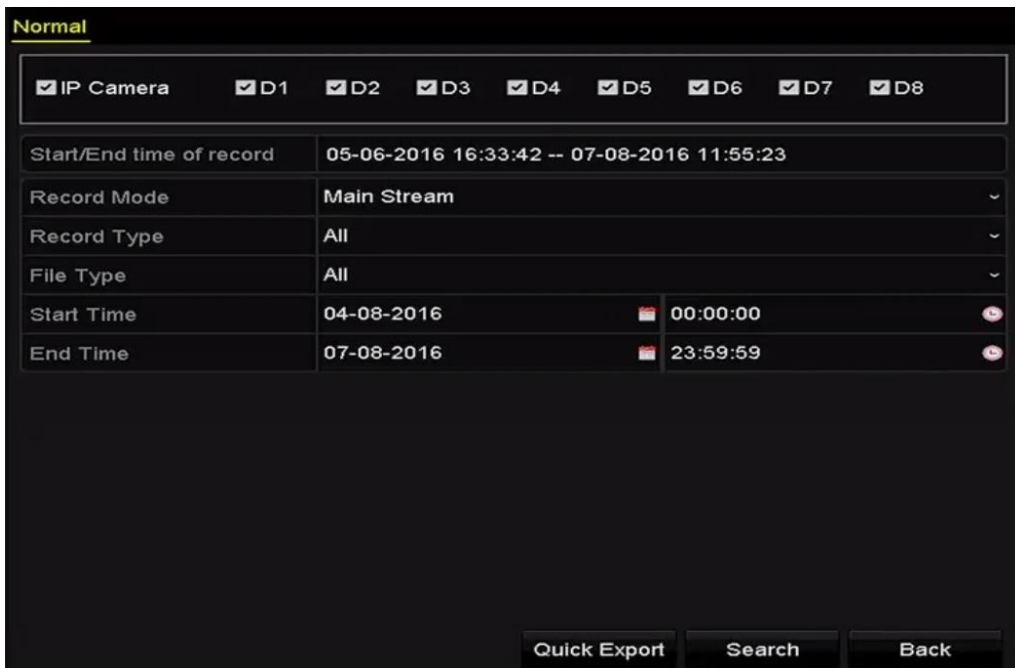 Normal
IP Camera D1 D2 D3 D4 D5 D6 D7 D8
Start/End time of record 05-06-2016 16:33:42 -- 07-08-2016 11:55:23
Record Mode Main Stream
Record Type All
File Type All
Start Time 04-08-2016 00:00:00
End Time 07-08-2016 23:59:59
Quick Export Search Back